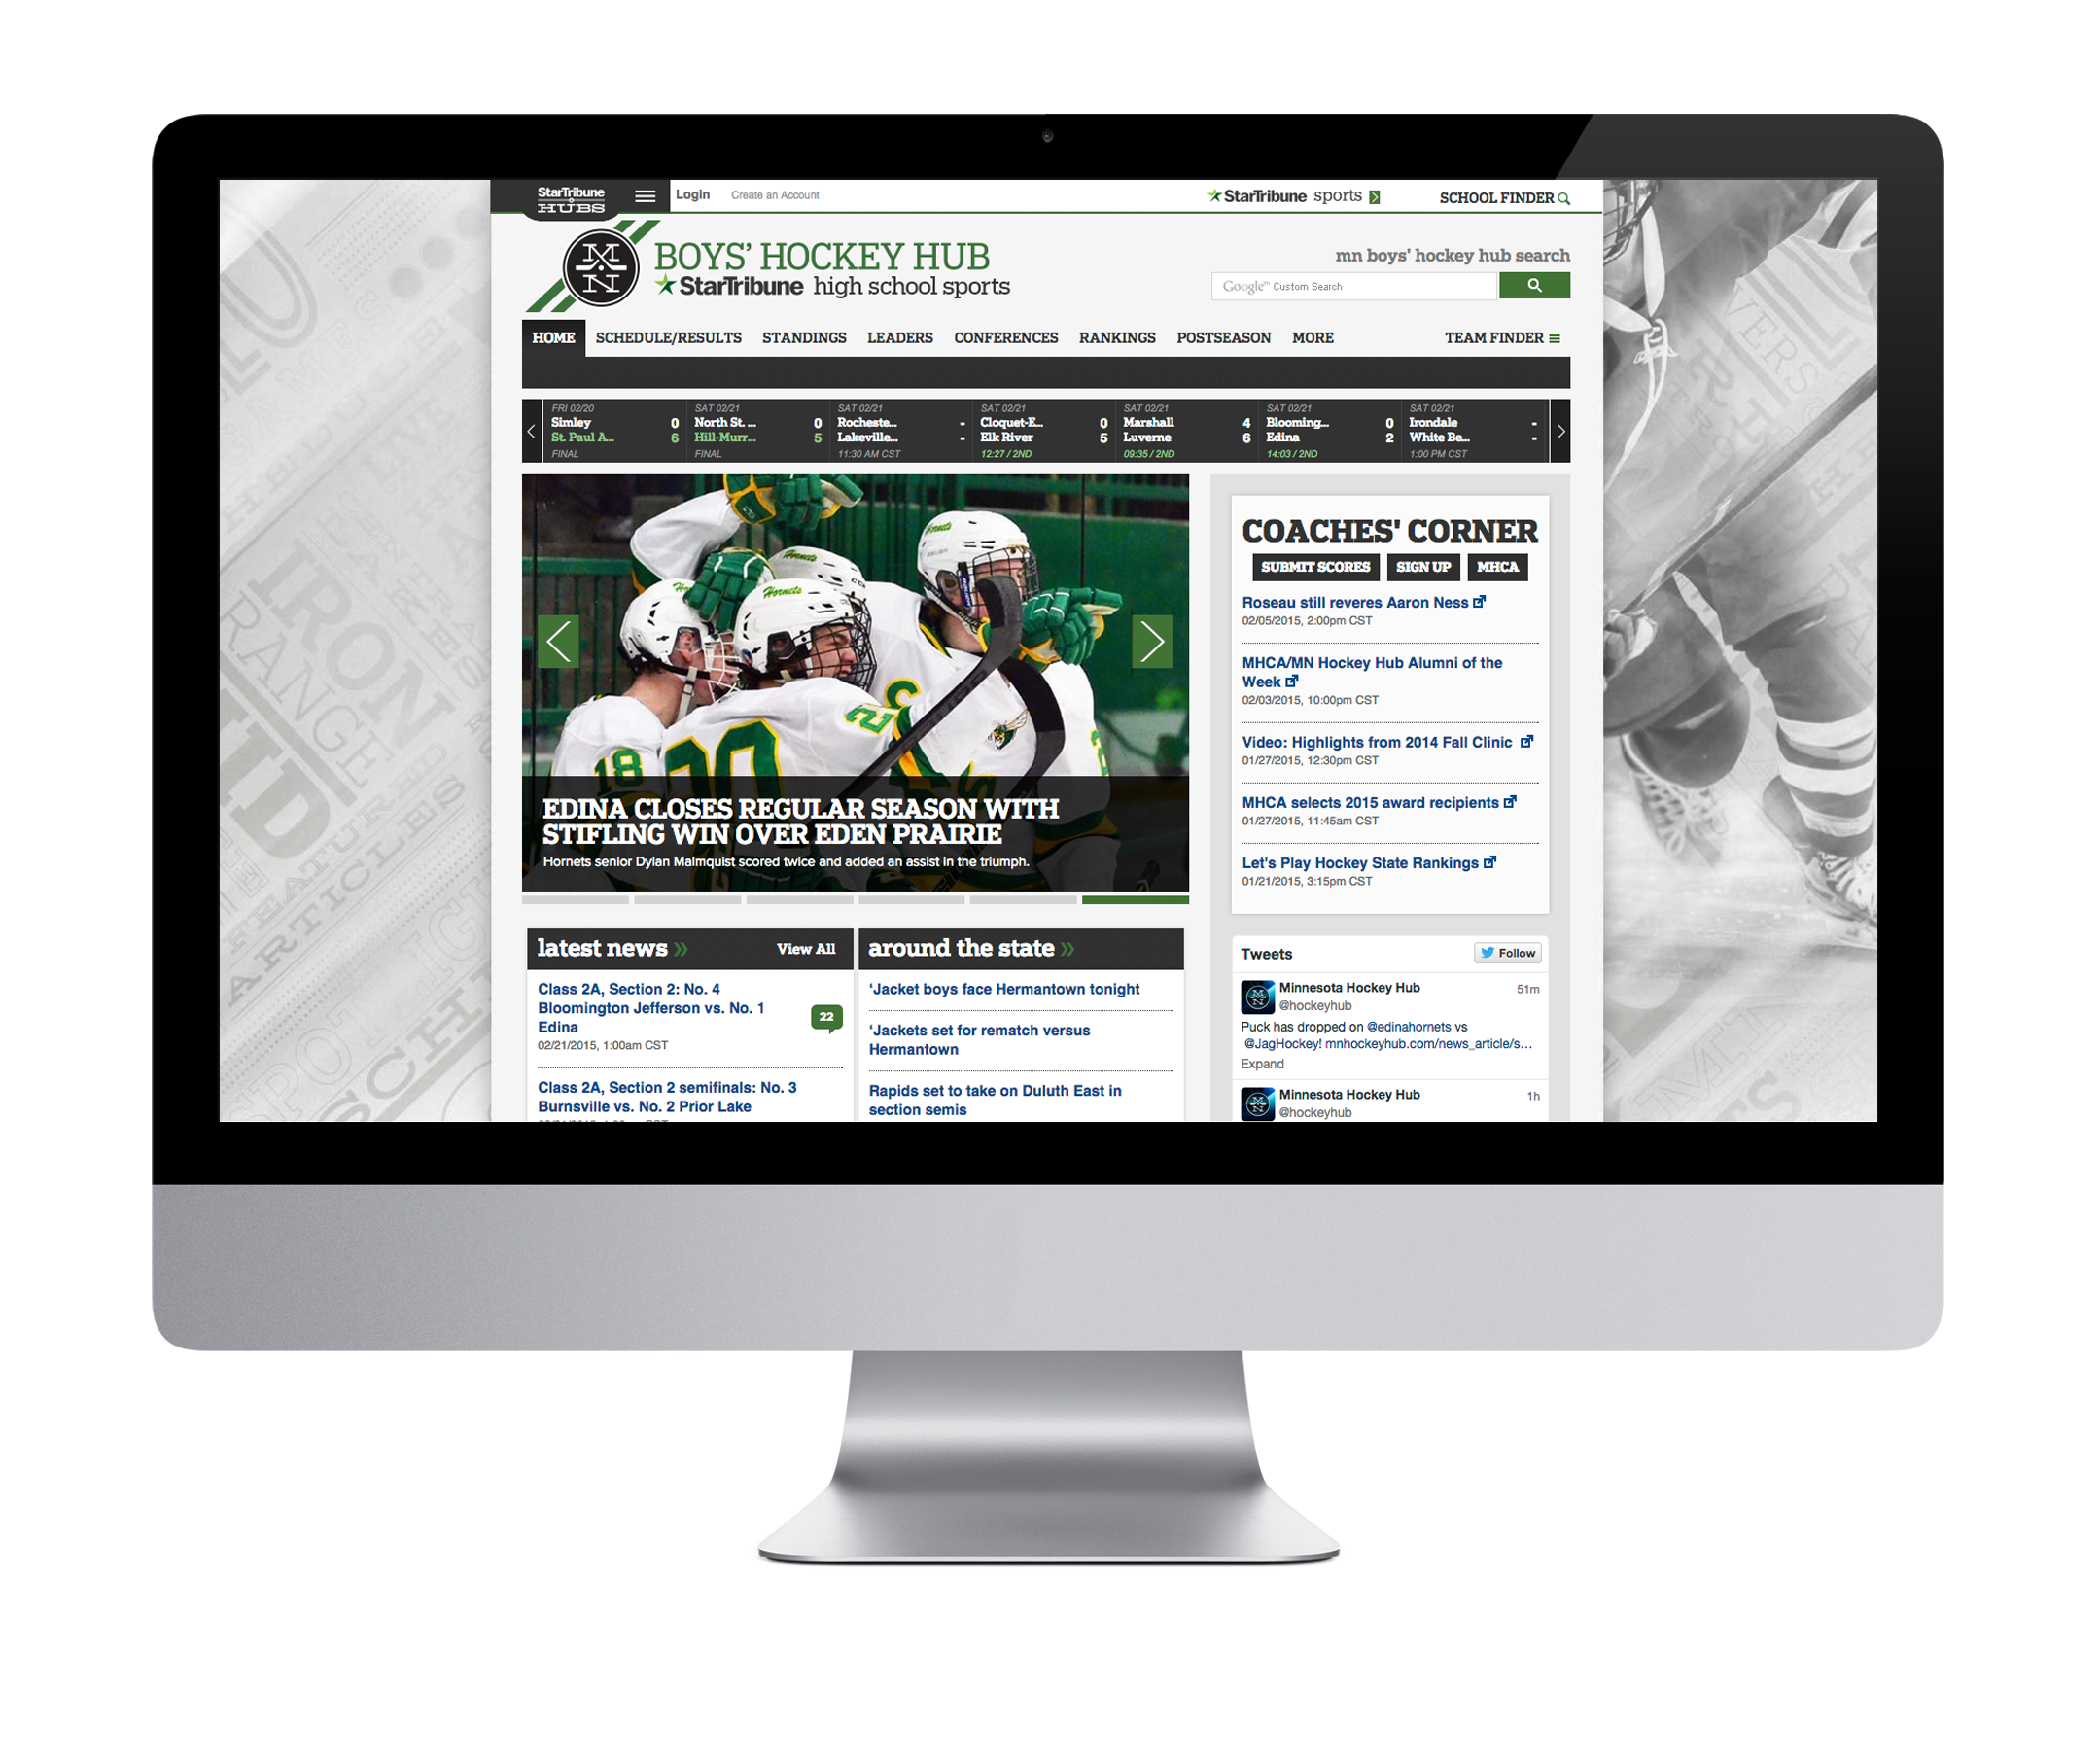 StarTribune
HUBS
Login
Create an Account
StarTribune sports
SCHOOL FINDER
MN
BOYS' HOCKEY HUB
StarTribune high school sports
mn boys' hockey hub search
Google™ Custom Search
HOME
SCHEDULE/RESULTS
STANDINGS
LEADERS
CONFERENCES
RANKINGS
POSTSEASON
MORE
TEAM FINDER
FRI 02/20
Simley 0
St. Paul A... 6
FINAL
SAT 02/21
North St. ... 0
Hill-Murr... 5
FINAL
SAT 02/21
Rocheste... -
Lakeville... -
11:30 AM CST
SAT 02/21
Cloquet-E... 0
Elk River 5
12:27 / 2ND
SAT 02/21
Marshall 4
Luverne 6
09:35 / 2ND
SAT 02/21
Blooming... 0
Edina 2
14:03 / 2ND
SAT 02/21
Irondale -
White Be... -
1:00 PM CST
Hornets
Hornets
Hornets
18
EDINA CLOSES REGULAR SEASON WITH
STIFLING WIN OVER EDEN PRAIRIE
Hornets senior Dylan Malmquist scored twice and added an assist in the triumph.
COACHES' CORNER
SUBMIT SCORES
SIGN UP
MHCA
Roseau still reveres Aaron Ness
02/05/2015, 2:00pm CST
MHCA/MN Hockey Hub Alumni of the
Week
02/03/2015, 10:00pm CST
Video: Highlights from 2014 Fall Clinic
01/27/2015, 12:30pm CST
MHCA selects 2015 award recipients
01/27/2015, 11:45am CST
Let's Play Hockey State Rankings
01/21/2015, 3:15pm CST
latest news »
View All
Class 2A, Section 2: No. 4
Bloomington Jefferson vs. No. 1
Edina
22
02/21/2015, 1:00am CST
Class 2A, Section 2 semifinals: No. 3
Burnsville vs. No. 2 Prior Lake
around the state »
‘Jacket boys face Hermantown tonight
‘Jackets set for rematch versus
Hermantown
Rapids set to take on Duluth East in
section semis
Tweets
Follow
Minnesota Hockey Hub 51m
@hockeyhub
Puck has dropped on @edinahornets vs
@JagHockey! mnhockeyhub.com/news_article/s...
Expand
Minnesota Hockey Hub 1h
@hockeyhub
IRON
RANGE
FEATURE
ARTICLES